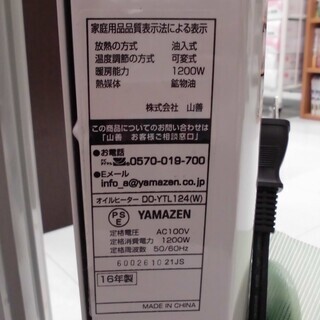 家庭用品品質表示法による表示
放熱の方式 油入式
温度調節の方式 可変式
暖房能力 1200W
熱媒体 鉱物油
株式会社 山善
この商品についてのお問い合わせは
「山善 お客様ご相談窓口」
●お電話
0570-019-700
●Eメール
info_a@yamazen.co.jp
オイルヒーター DO-YTL124(W)
PSE YAMAZEN
定格電圧 AC100V
定格消費電力 1200W
定格周波数 50/60Hz
60026102 1JS
16年製
MADE IN CHINA